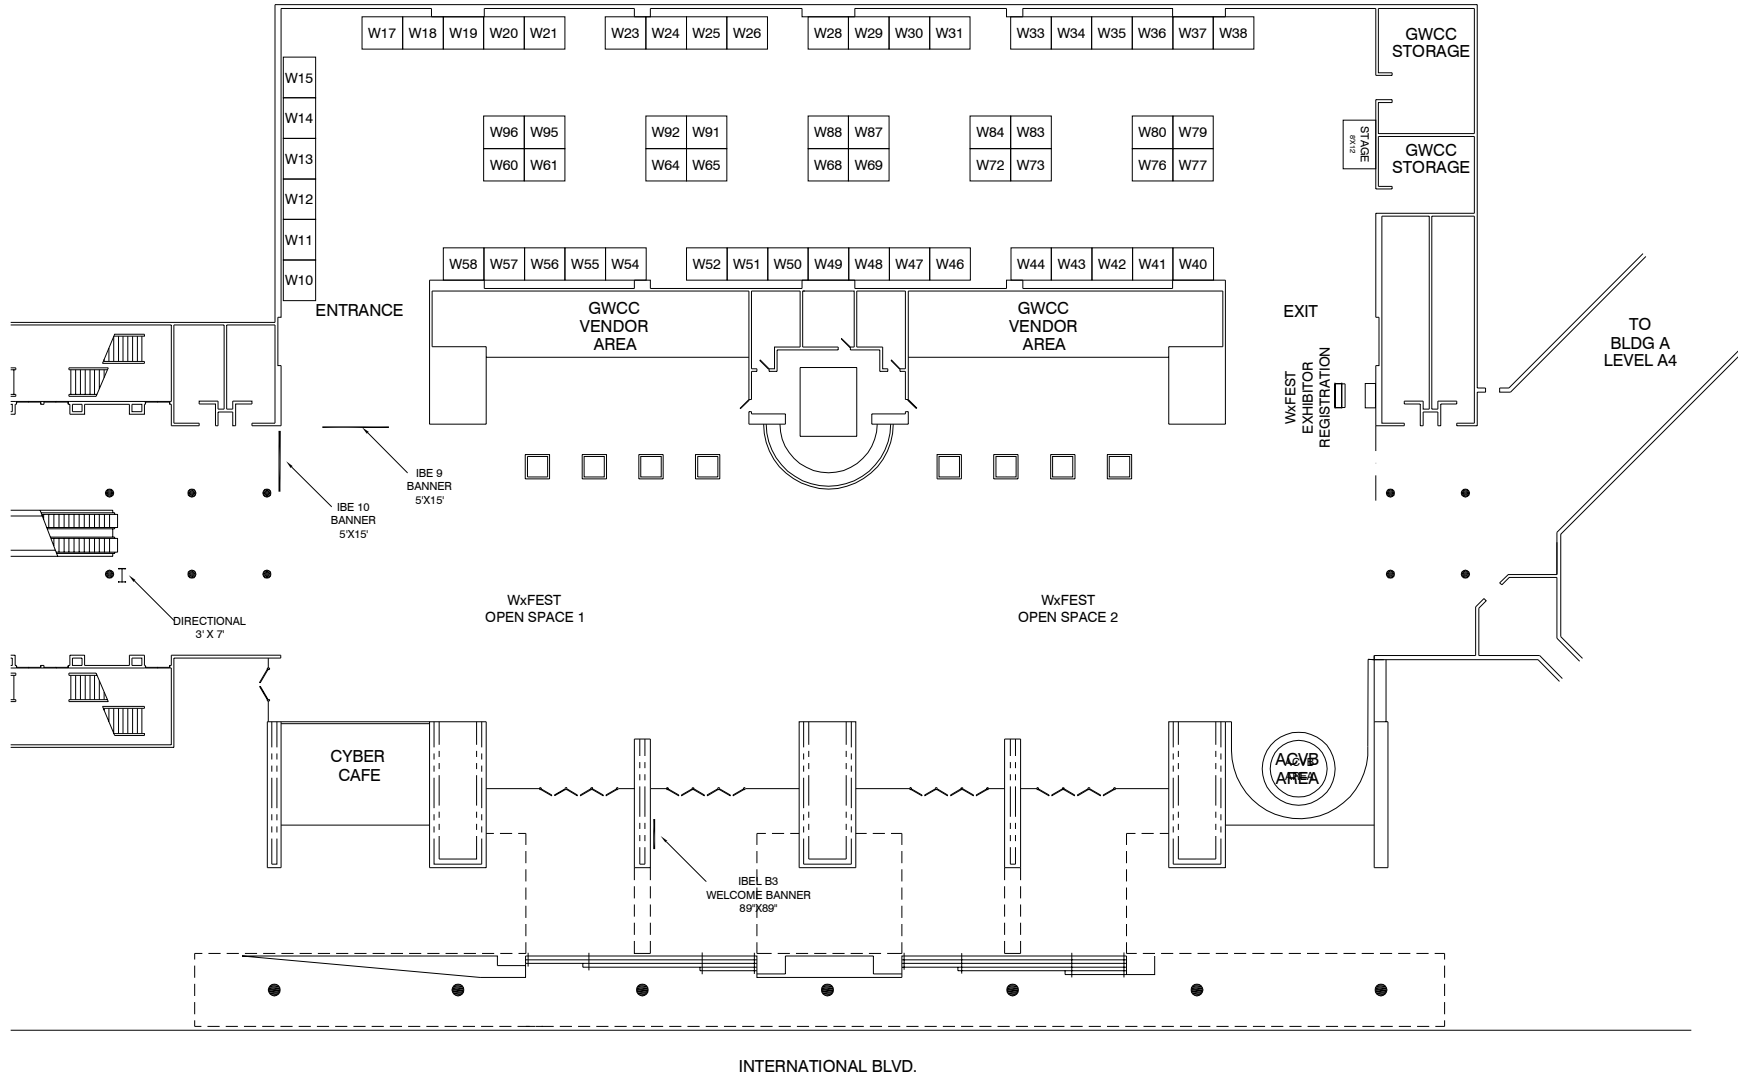 W17 W18 W19 W20 W21 W23 W24 W25 W26 W28 W29 W30 W31 W33 W34 W35 W36 W37 W38
GWCC
STORAGE
W15
W14
W13
W12
W11
W10
W96 W95 W92 W91 W88 W87 W84 W83 W80 W79
W60 W61 W64 W65 W68 W69 W72 W73 W76 W77
STAGE
8'X12'
GWCC
STORAGE
W58 W57 W56 W55 W54 W52 W51 W50 W49 W48 W47 W46 W44 W43 W42 W41 W40
ENTRANCE
GWCC
VENDOR
AREA
GWCC
VENDOR
AREA
EXIT
TO
BLDG A
LEVEL A4
WxFEST
EXHIBITOR
REGISTRATION
IBE 9
BANNER
5'X15'
IBE 10
BANNER
5'X15'
DIRECTIONAL
3' X 7'
WxFEST
OPEN SPACE 1
WxFEST
OPEN SPACE 2
CYBER
CAFE
ACVB
AREA
ACVB
AREA
IBEL B3
WELCOME BANNER
89"X89"
INTERNATIONAL BLVD.